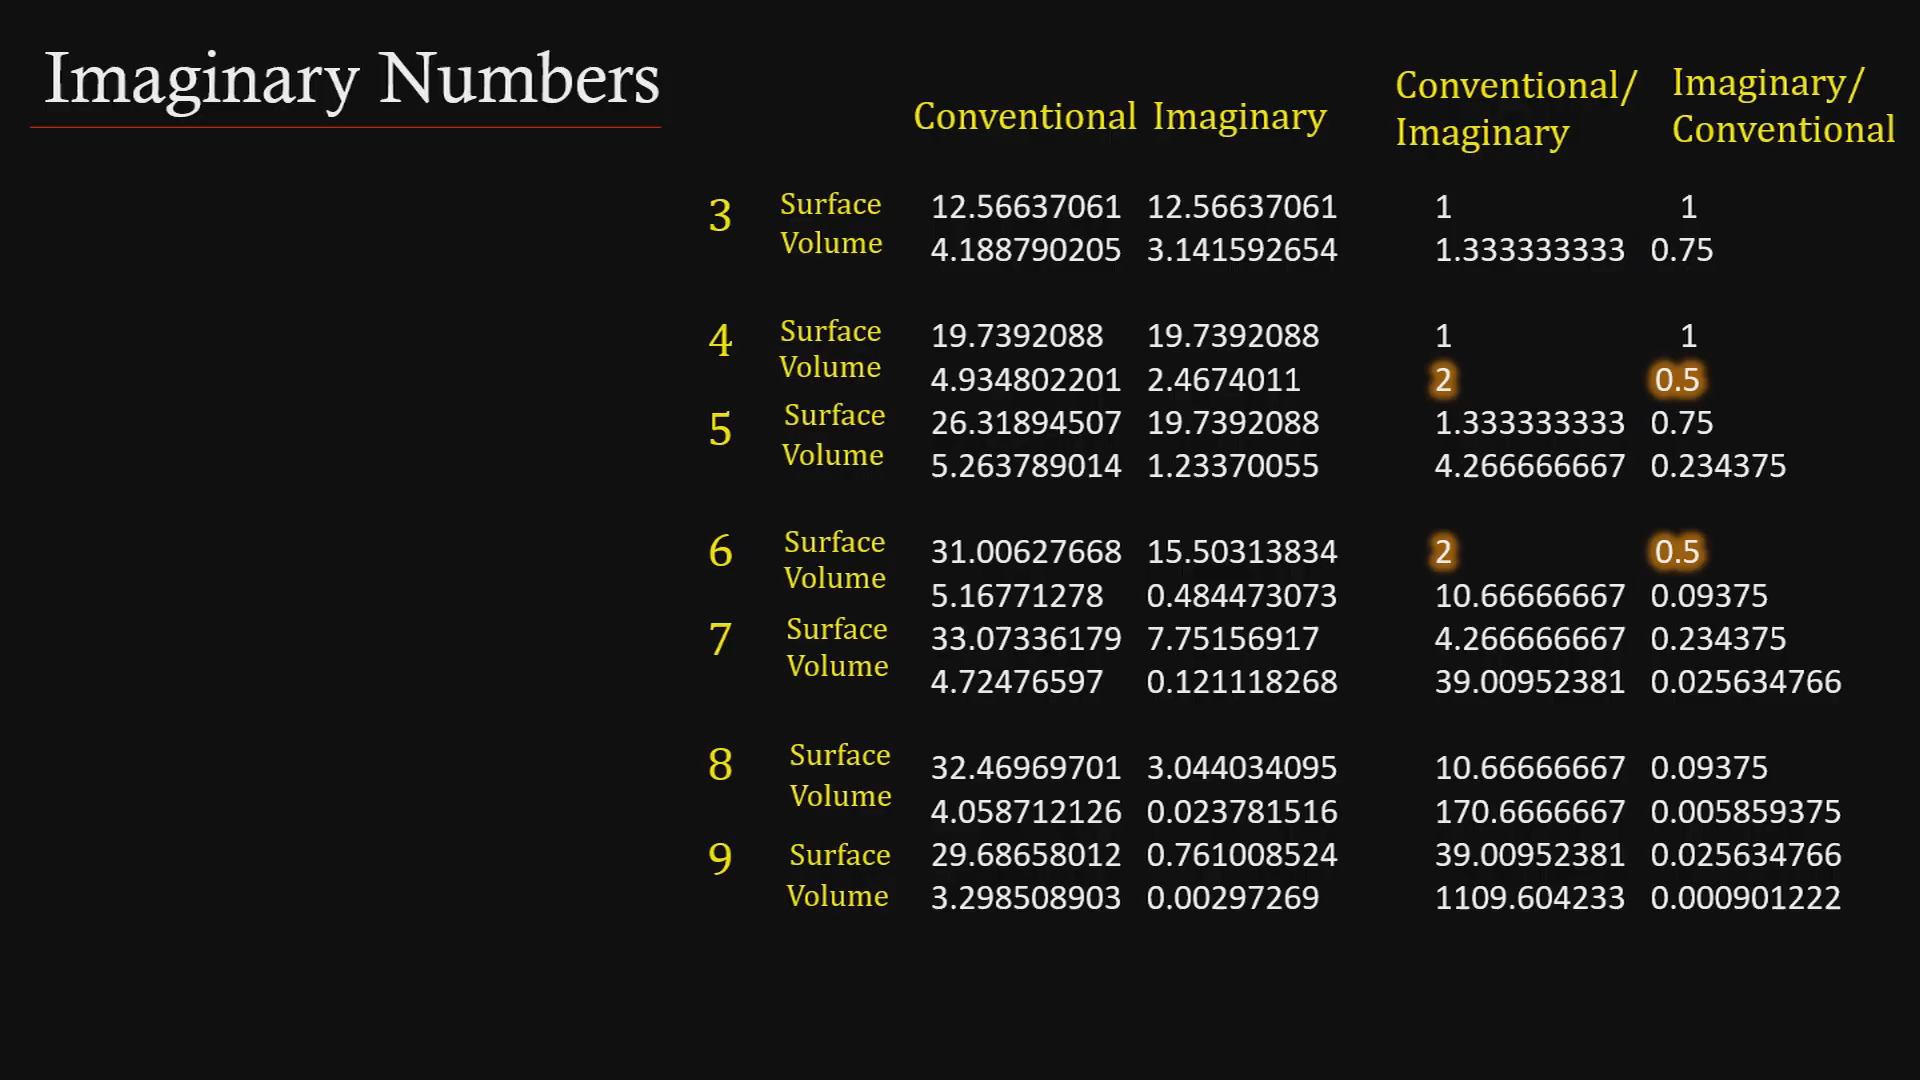 Imaginary Numbers
Conventional Imaginary Conventional/ Imaginary/
Imaginary Conventional
3 Surface 12.56637061 12.56637061 1 1
Volume 4.188790205 3.141592654 1.333333333 0.75
4 Surface 19.7392088 19.7392088 1 1
Volume 4.934802201 2.4674011 2 0.5
5 Surface 26.31894507 19.7392088 1.333333333 0.75
Volume 5.263789014 1.23370055 4.266666667 0.234375
6 Surface 31.00627668 15.50313834 2 0.5
Volume 5.16771278 0.484473073 10.66666667 0.09375
7 Surface 33.07336179 7.75156917 4.266666667 0.234375
Volume 4.72476597 0.121118268 39.00952381 0.025634766
8 Surface 32.46969701 3.044034095 10.66666667 0.09375
Volume 4.058712126 0.023781516 170.6666667 0.005859375
9 Surface 29.68658012 0.761008524 39.00952381 0.025634766
Volume 3.298508903 0.00297269 1109.604233 0.000901222